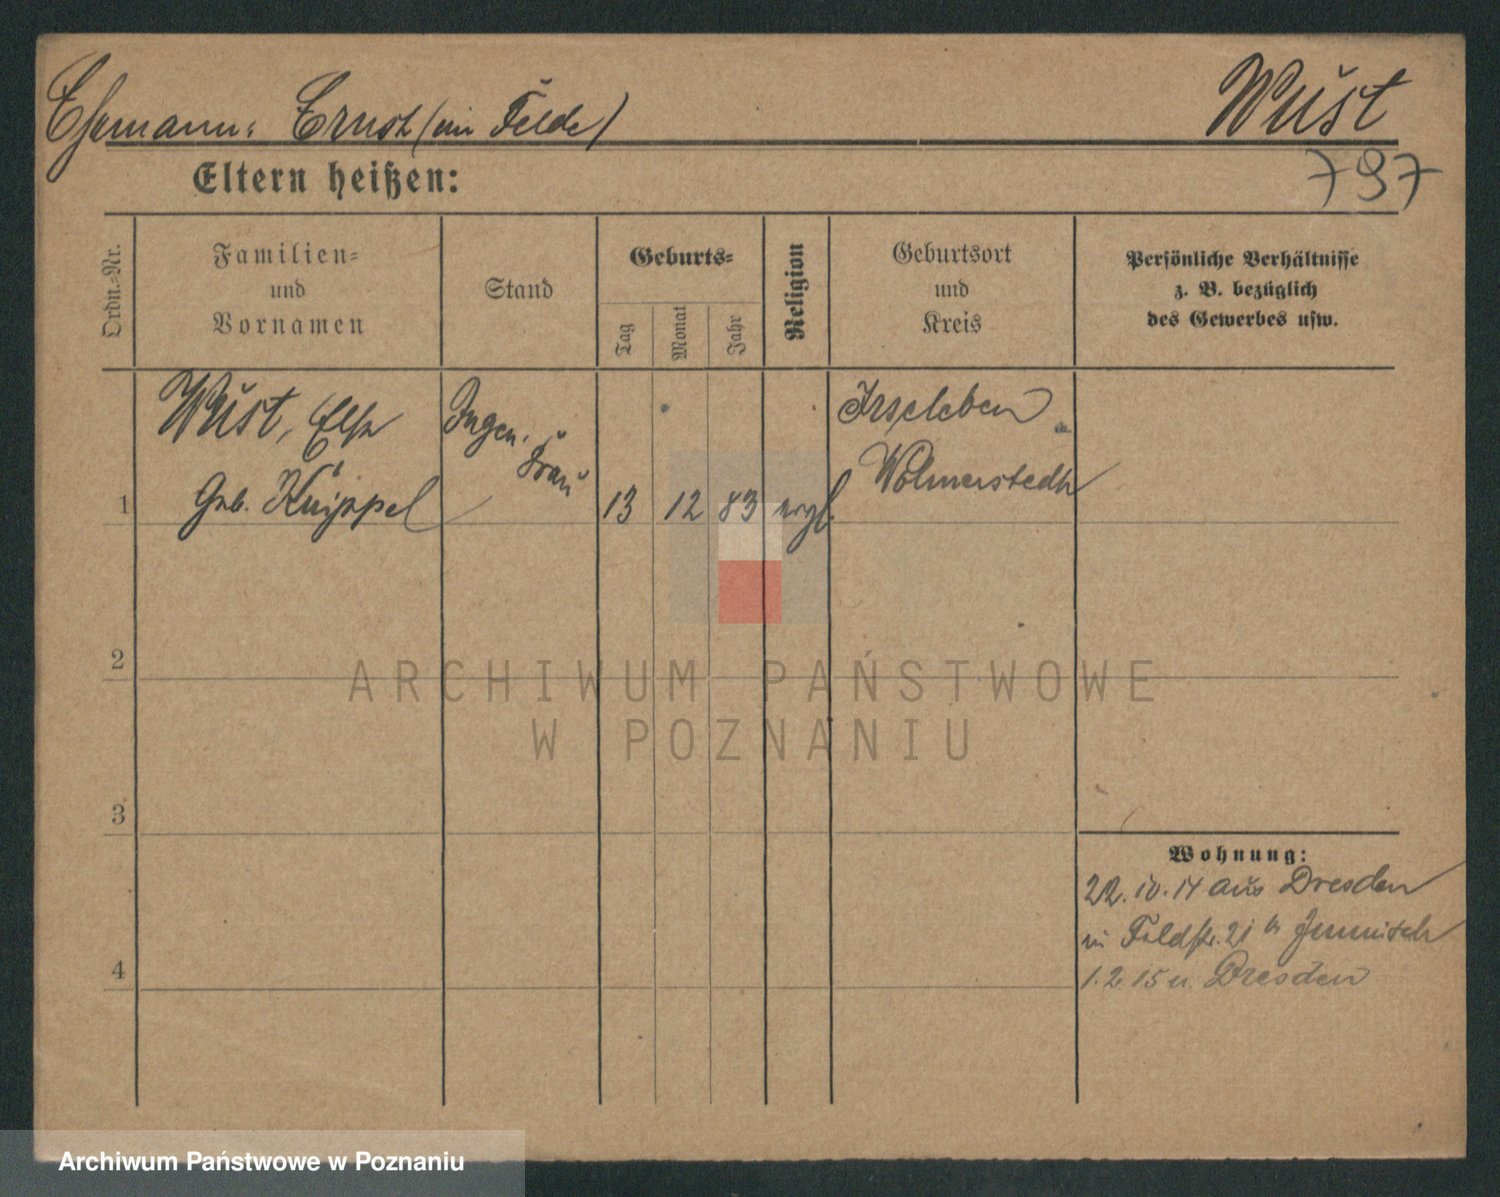 Ehemann: Ernst (im Felde)
Wüst
797
Eltern heißen:
Ordn.-Nr.
Familien-
und
Vornamen
Stand
Geburts-
Tag
Monat
Jahr
Religion
Geburtsort
und
Kreis
Persönliche Verhältnisse
z. B. bezüglich
des Gewerbes usw.
1
Wüst, Else
Geb. Knippel
Ingen.
Frau
13 12 83 evgl.
Irxleben
Wolmirstedt
2
3
4
Wohnung:
22.10.14 aus Dresden
in Feldstr. 21 b
1.2.15 n. Dresden
ARCHIWUM PAŃSTWOWE
W POZNANIU
Archiwum Państwowe w Poznaniu